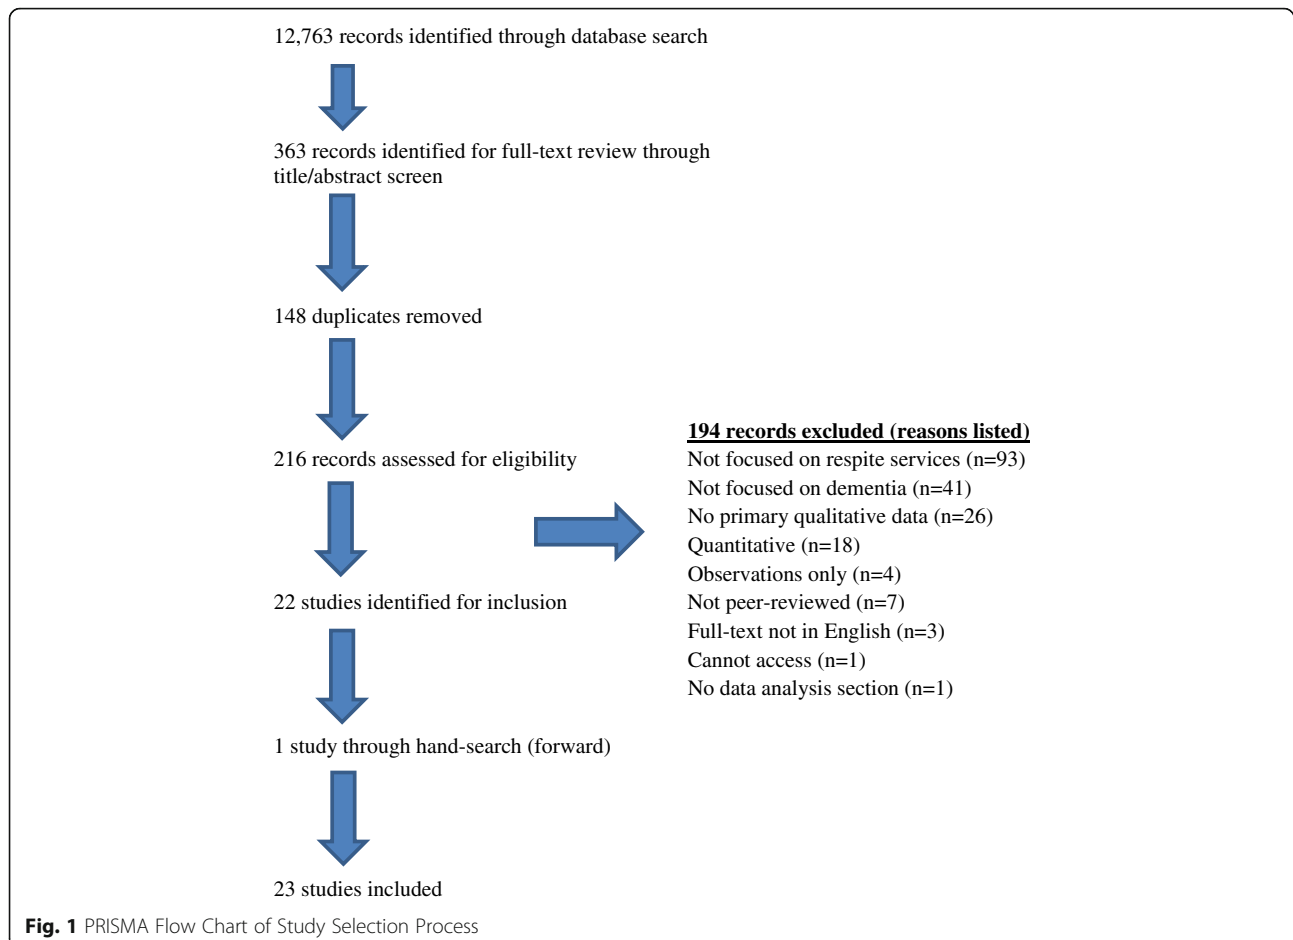 12,763 records identified through database search
363 records identified for full-text review through
title/abstract screen
148 duplicates removed
216 records assessed for eligibility
194 records excluded (reasons listed)
Not focused on respite services (n=93)
Not focused on dementia (n=41)
No primary qualitative data (n=26)
Quantitative (n=18)
Observations only (n=4)
Not peer-reviewed (n=7)
Full-text not in English (n=3)
Cannot access (n=1)
No data analysis section (n=1)
22 studies identified for inclusion
1 study through hand-search (forward)
23 studies included
Fig. 1 PRISMA Flow Chart of Study Selection Process